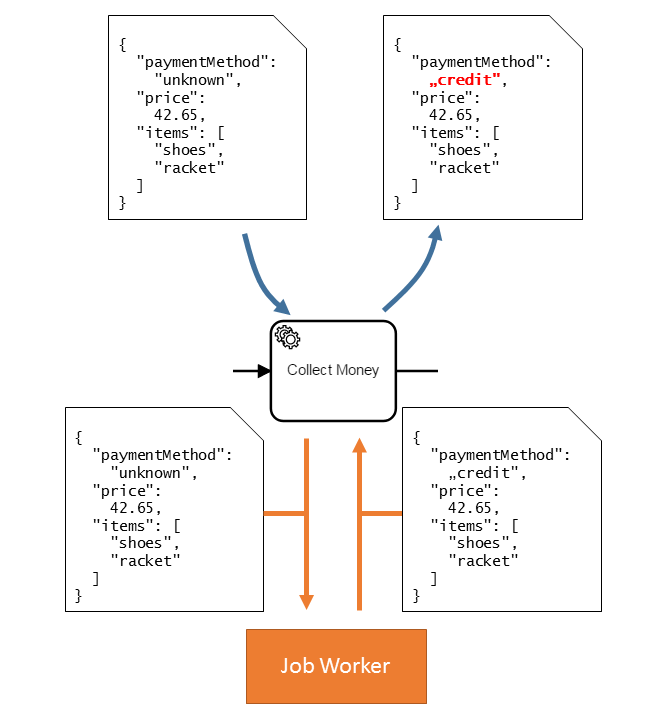 {
  "paymentMethod":
    "unknown",
  "price":
    42.65,
  "items": [
    "shoes",
    "racket"
  ]
}
{
  "paymentMethod":
    „credit",
  "price":
    42.65,
  "items": [
    "shoes",
    "racket"
  ]
}
Collect Money
{
  "paymentMethod":
    "unknown",
  "price":
    42.65,
  "items": [
    "shoes",
    "racket"
  ]
}
{
  "paymentMethod":
    „credit",
  "price":
    42.65,
  "items": [
    "shoes",
    "racket"
  ]
}
Job Worker